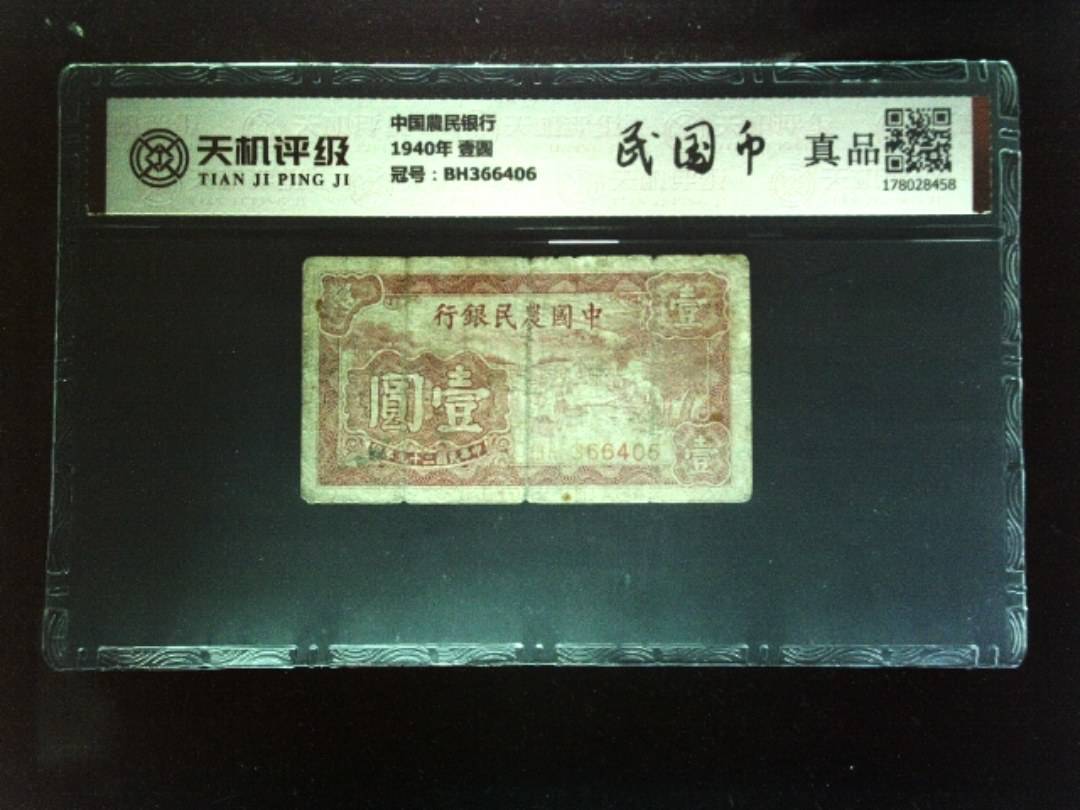 天机评级
TIAN JI PING JI
中国農民银行
1940年 壹圆
冠号：BH366406
民国币
真品
178028458
行銀民農國中
壹
圓壹
366406
壹